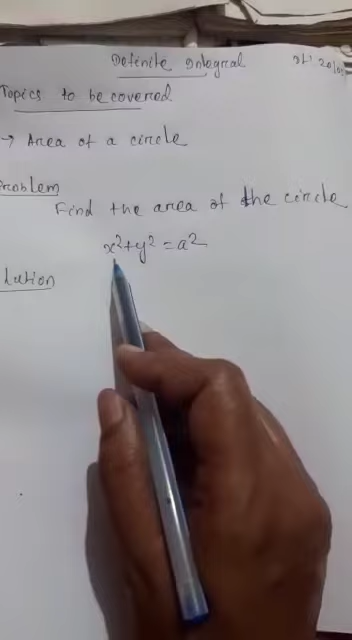 Definite Integral
Topics to be covered
→ Area of a circle
Problem
Find the area of the circle
x²+y² = a²
lution